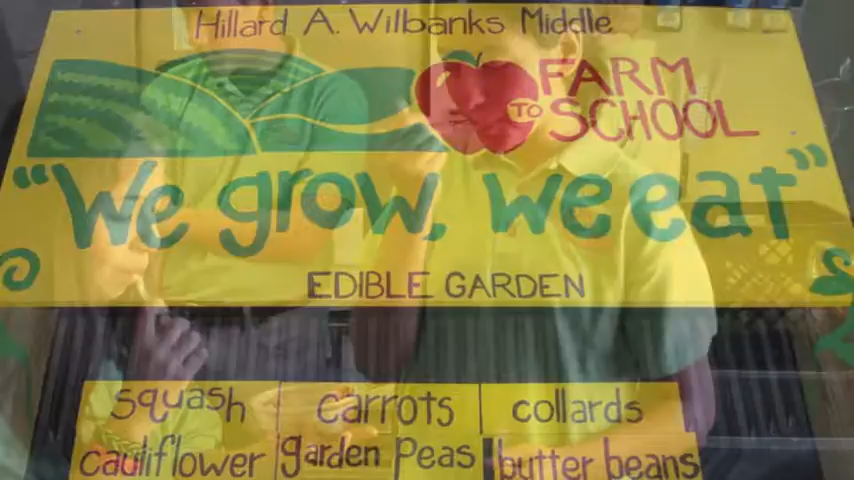 Hillard A. Wilbanks Middle
FARM
TO SCHOOL
"We grow, we eat"
EDIBLE GARDEN
squash carrots collards
cauliflower garden peas butter beans